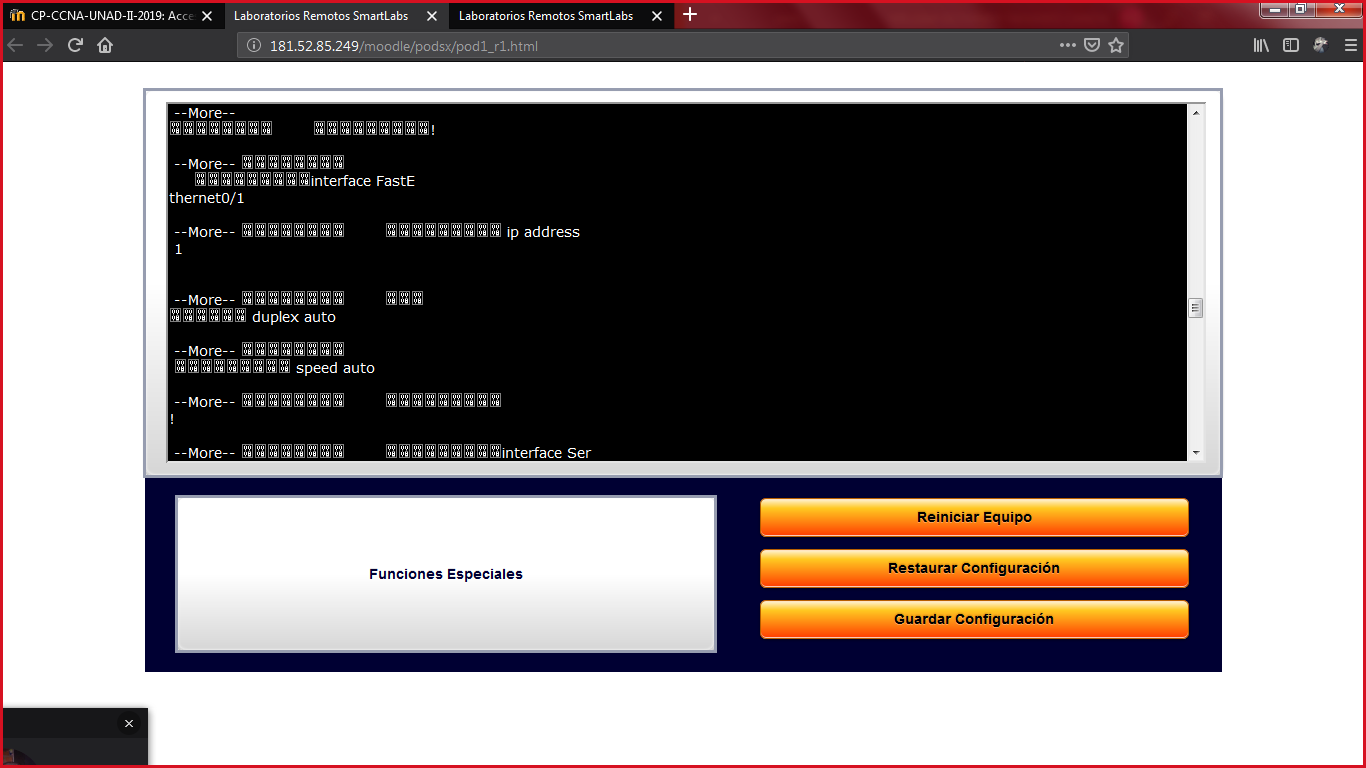 CP-CCNA-UNAD-II-2019: Acce
Laboratorios Remotos SmartLabs
Laboratorios Remotos SmartLabs
181.52.85.249/moodle/podsx/pod1_r1.html
--More--
!
--More--
interface FastE
thernet0/1
--More-- ip address
1
--More--
duplex auto
--More--
speed auto
--More--
!
--More-- interface Ser
Funciones Especiales
Reiniciar Equipo
Restaurar Configuración
Guardar Configuración